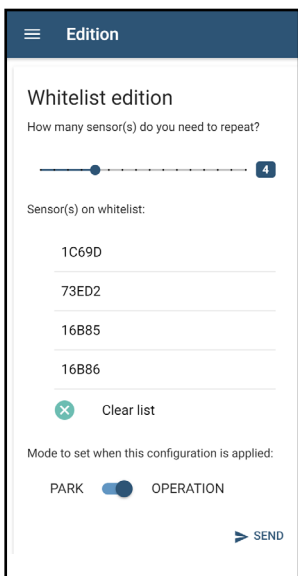 Edition
Whitelist edition
How many sensor(s) do you need to repeat?
4
Sensor(s) on whitelist:
1C69D
73ED2
16B85
16B86
Clear list
Mode to set when this configuration is applied:
PARK OPERATION
SEND